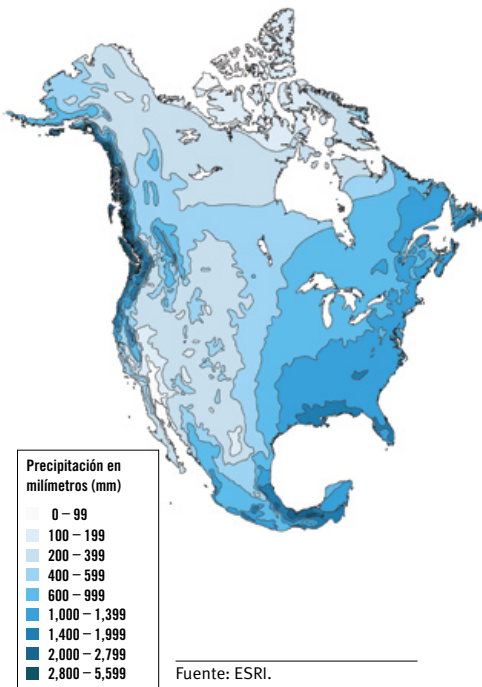 Precipitación en
milímetros (mm)
0 – 99
100 – 199
200 – 399
400 – 599
600 – 999
1,000 – 1,399
1,400 – 1,999
2,000 – 2,799
2,800 – 5,599
Fuente: ESRI.